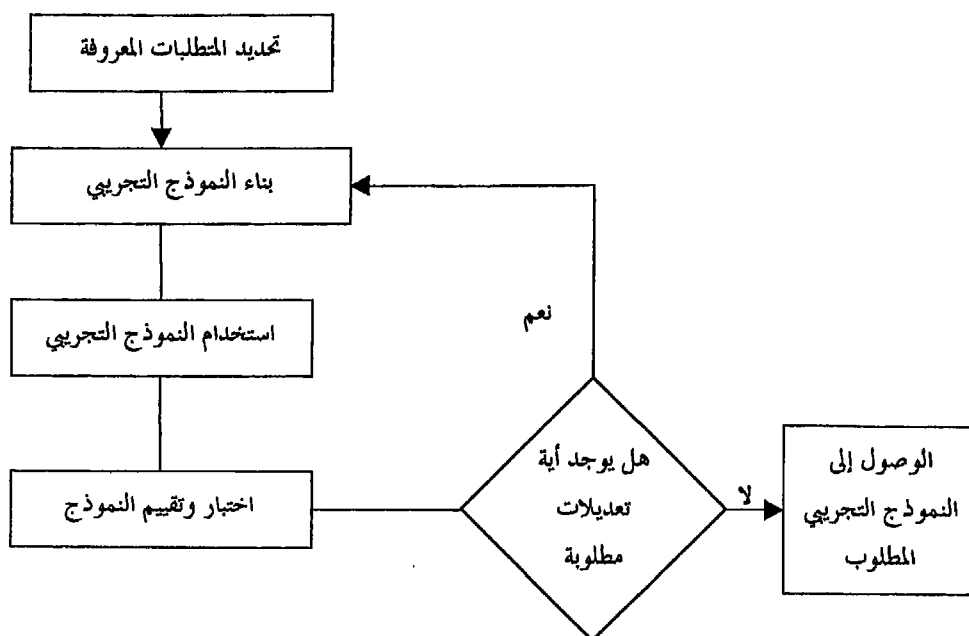 تحديد المتطلبات المعروفة
بناء النموذج التجريبي
نعم
استخدام النموذج التجريبي
هل يوجد أية
تعديلات
مطلوبة
لا
الوصول إلى
النموذج التجريبي
المطلوب
اختبار وتقييم النموذج